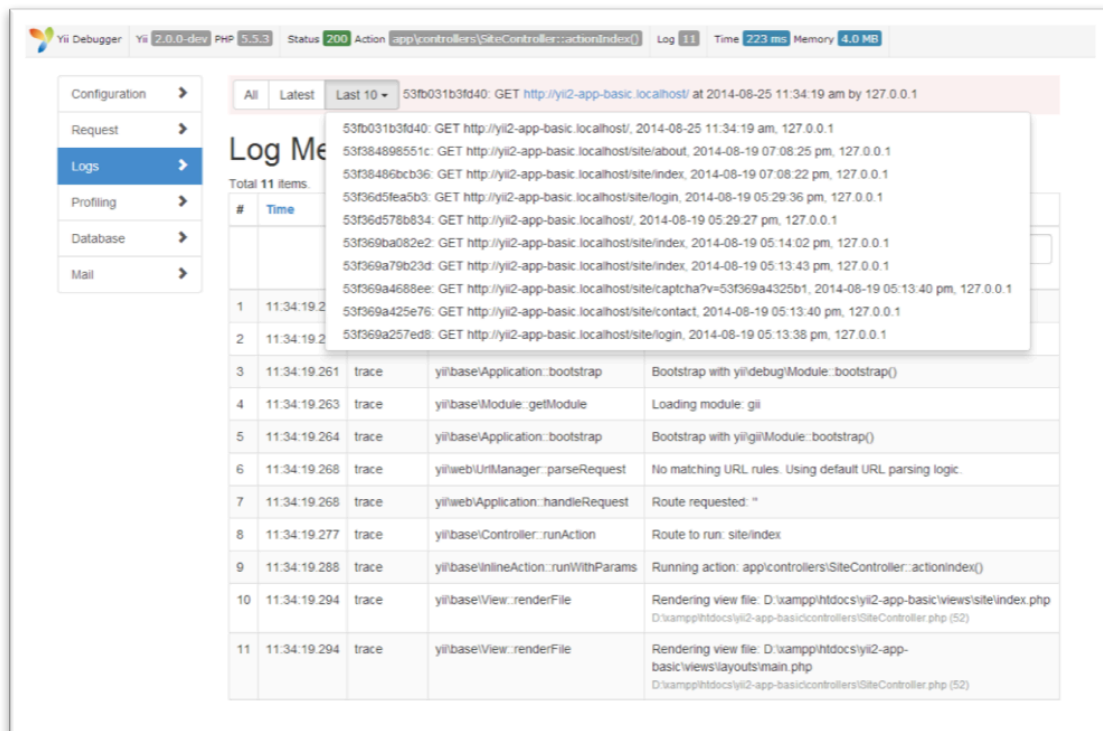 Yii Debugger Yii 2.0.0-dev PHP 5.5.3 Status 200 Action app\controllers\SiteController::actionIndex() Log 11 Time 223 ms Memory 4.0 MB
Configuration
Request
Logs
Profiling
Database
Mail
All Latest Last 10 53fb031b3fd40: GET http://yii2-app-basic.localhost/ at 2014-08-25 11:34:19 am by 127.0.0.1
53fb031b3fd40: GET http://yii2-app-basic.localhost/, 2014-08-25 11:34:19 am, 127.0.0.1
53f384898551c: GET http://yii2-app-basic.localhost/site/about, 2014-08-19 07:08:25 pm, 127.0.0.1
53f38486bcb36: GET http://yii2-app-basic.localhost/site/index, 2014-08-19 07:08:22 pm, 127.0.0.1
53f36d5fea5b3: GET http://yii2-app-basic.localhost/site/login, 2014-08-19 05:29:36 pm, 127.0.0.1
53f36d578b834: GET http://yii2-app-basic.localhost/, 2014-08-19 05:29:27 pm, 127.0.0.1
53f369ba082e2: GET http://yii2-app-basic.localhost/site/index, 2014-08-19 05:14:02 pm, 127.0.0.1
53f369a79b23d: GET http://yii2-app-basic.localhost/site/index, 2014-08-19 05:13:43 pm, 127.0.0.1
53f369a4688ee: GET http://yii2-app-basic.localhost/site/captcha?v=53f369a4325b1, 2014-08-19 05:13:40 pm, 127.0.0.1
53f369a425e76: GET http://yii2-app-basic.localhost/site/contact, 2014-08-19 05:13:40 pm, 127.0.0.1
53f369a257ed8: GET http://yii2-app-basic.localhost/site/login, 2014-08-19 05:13:38 pm, 127.0.0.1
Log Me
Total 11 items.
# Time
1 11:34:19.2
2 11:34:19.2
3 11:34:19.261 trace yii\base\Application::bootstrap Bootstrap with yii\debug\Module::bootstrap()
4 11:34:19.263 trace yii\base\Module::getModule Loading module: gii
5 11:34:19.264 trace yii\base\Application::bootstrap Bootstrap with yii\gii\Module::bootstrap()
6 11:34:19.268 trace yii\web\UrlManager::parseRequest No matching URL rules. Using default URL parsing logic.
7 11:34:19.268 trace yii\web\Application::handleRequest Route requested: ''
8 11:34:19.277 trace yii\base\Controller::runAction Route to run: site/index
9 11:34:19.288 trace yii\base\InlineAction::runWithParams Running action: app\controllers\SiteController::actionIndex()
10 11:34:19.294 trace yii\base\View::renderFile Rendering view file: D:\xampp\htdocs\yii2-app-basic\views\site\index.php
D:\xampp\htdocs\yii2-app-basic\controllers\SiteController.php (52)
11 11:34:19.294 trace yii\base\View::renderFile Rendering view file: D:\xampp\htdocs\yii2-app-
basic\views\layouts\main.php
D:\xampp\htdocs\yii2-app-basic\controllers\SiteController.php (52)